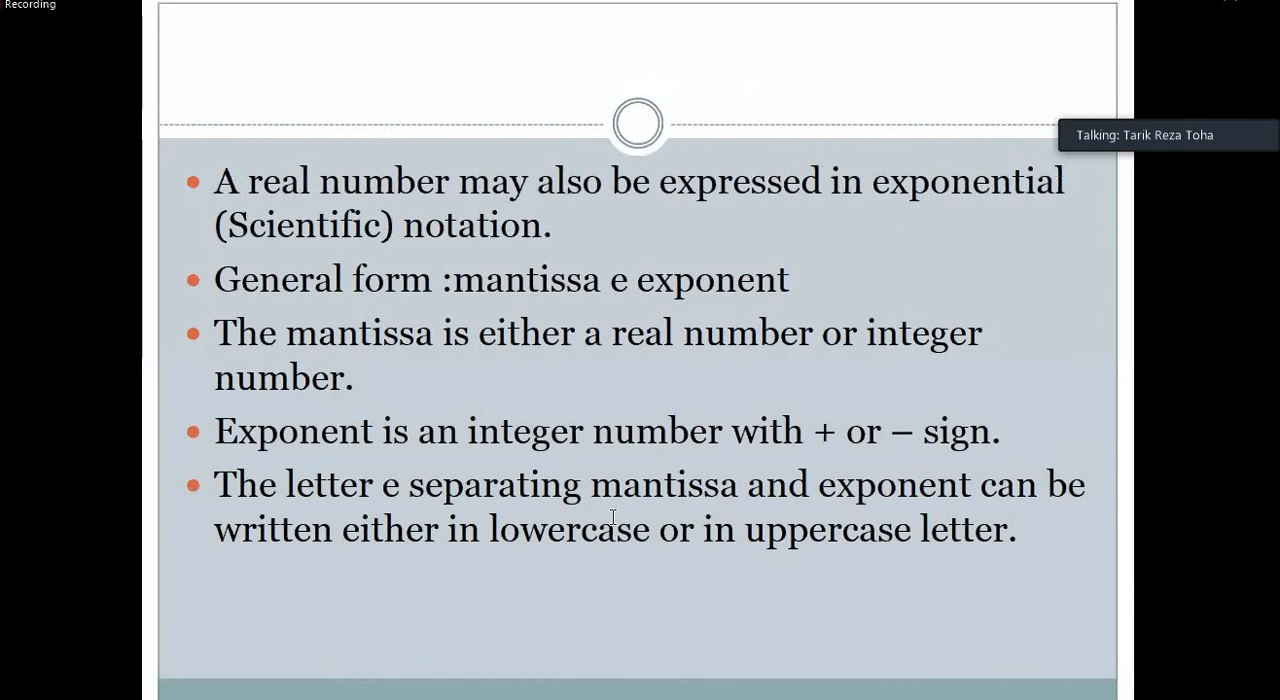 Recording
Talking: Tarik Reza Toha
• A real number may also be expressed in exponential
(Scientific) notation.
• General form :mantissa e exponent
• The mantissa is either a real number or integer
number.
• Exponent is an integer number with + or – sign.
• The letter e separating mantissa and exponent can be
written either in lowercase or in uppercase letter.